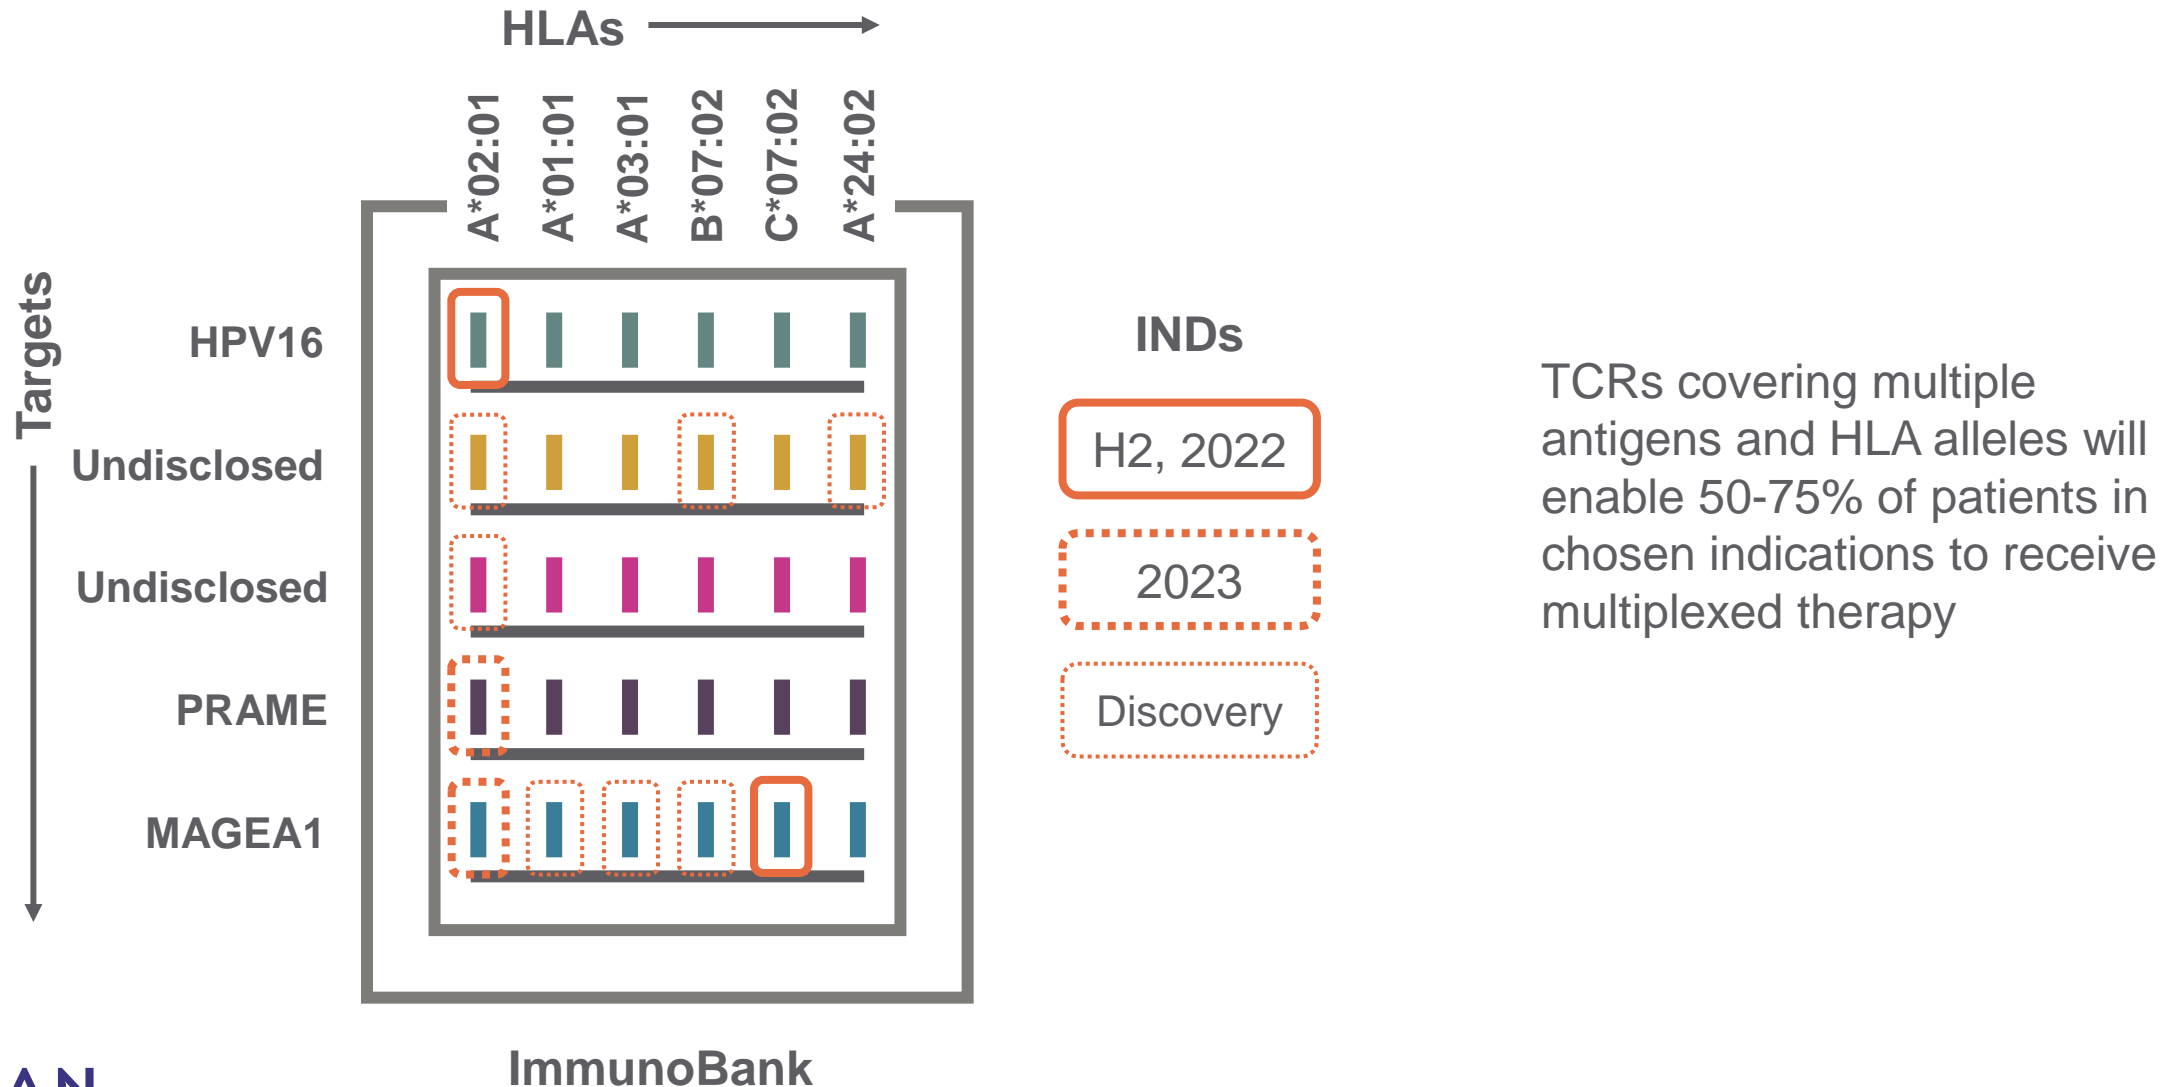 HLAs
A*02:01
A*01:01
A*03:01
B*07:02
C*07:02
A*24:02
Targets
HPV16
Undisclosed
Undisclosed
PRAME
MAGEA1
INDs
H2, 2022
2023
Discovery
TCRs covering multiple
antigens and HLA alleles will
enable 50-75% of patients in
chosen indications to receive
multiplexed therapy
ImmunoBank